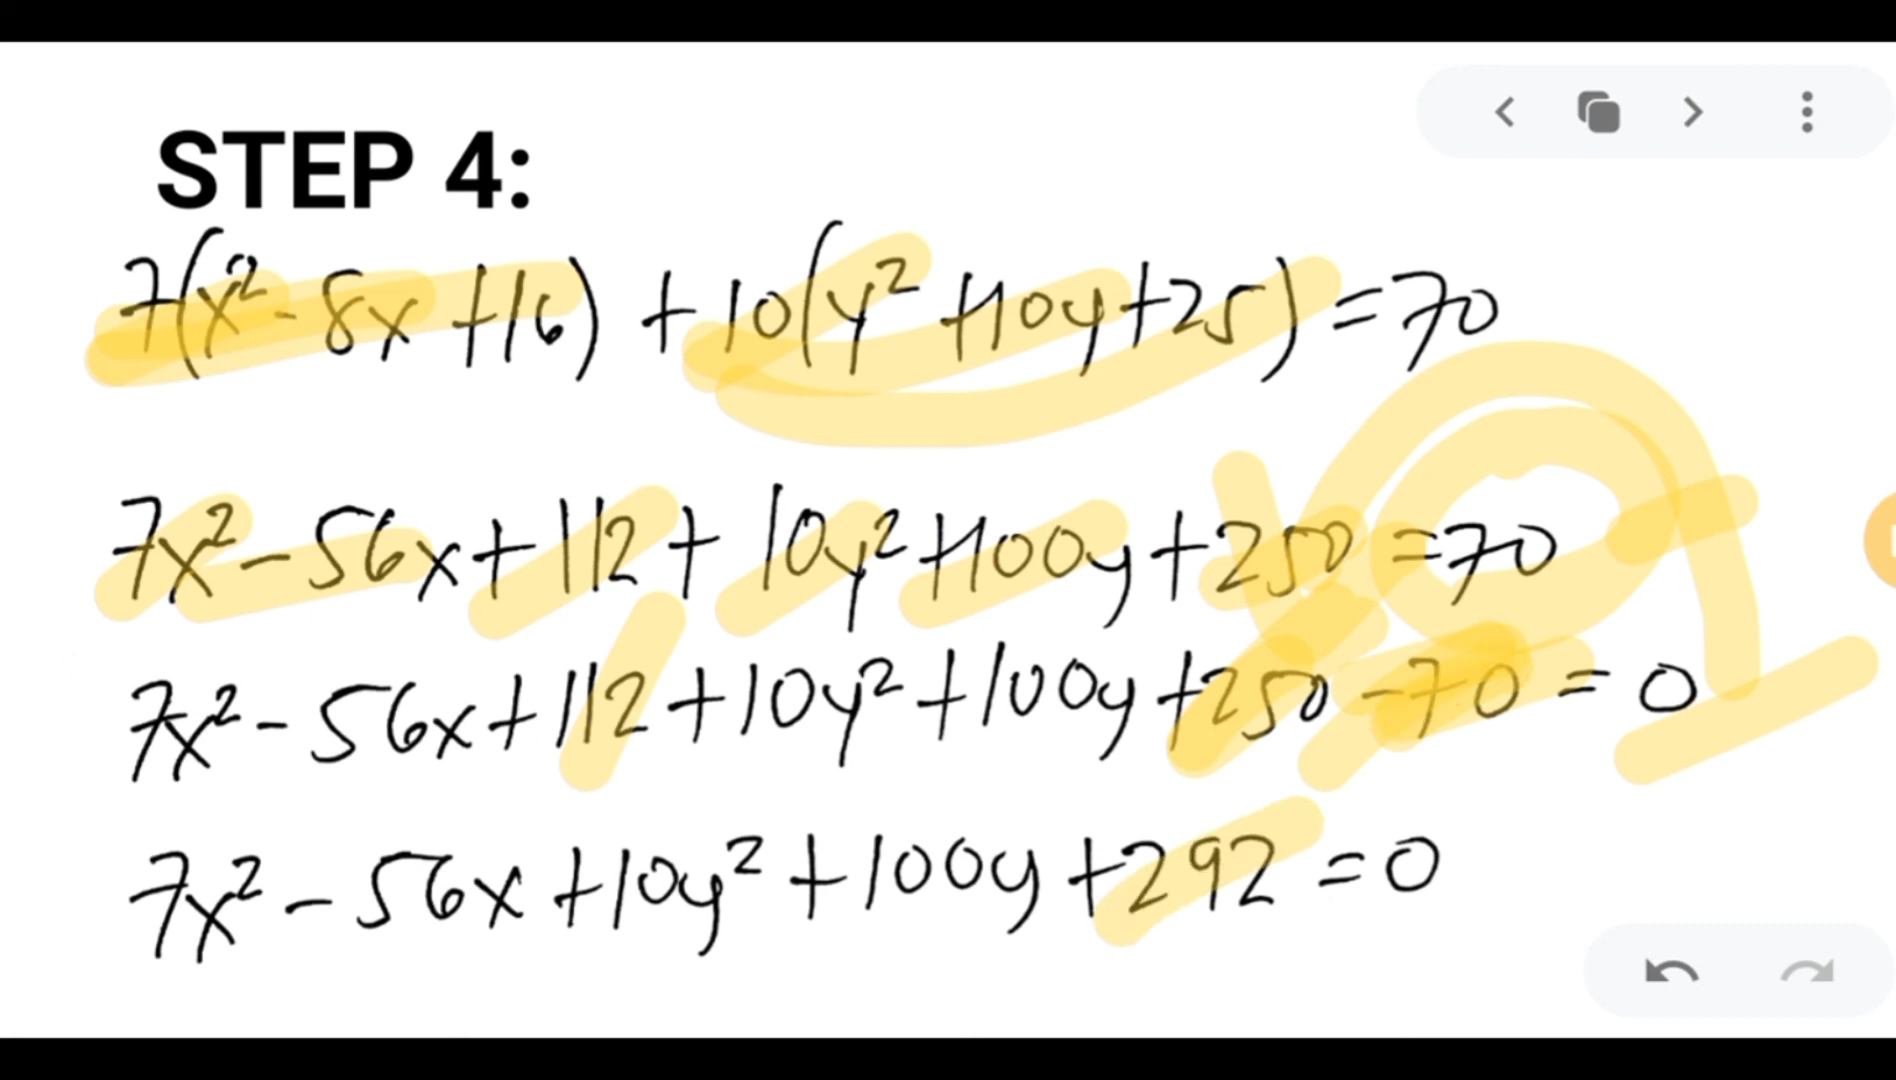 STEP 4:
7(x² - 8x + 16) + 10(y² + 10y + 25) = 70
7x² - 56x + 112 + 10y² + 100y + 250 = 70
7x² - 56x + 112 + 10y² + 100y + 250 - 70 = 0
7x² - 56x + 10y² + 100y + 292 = 0